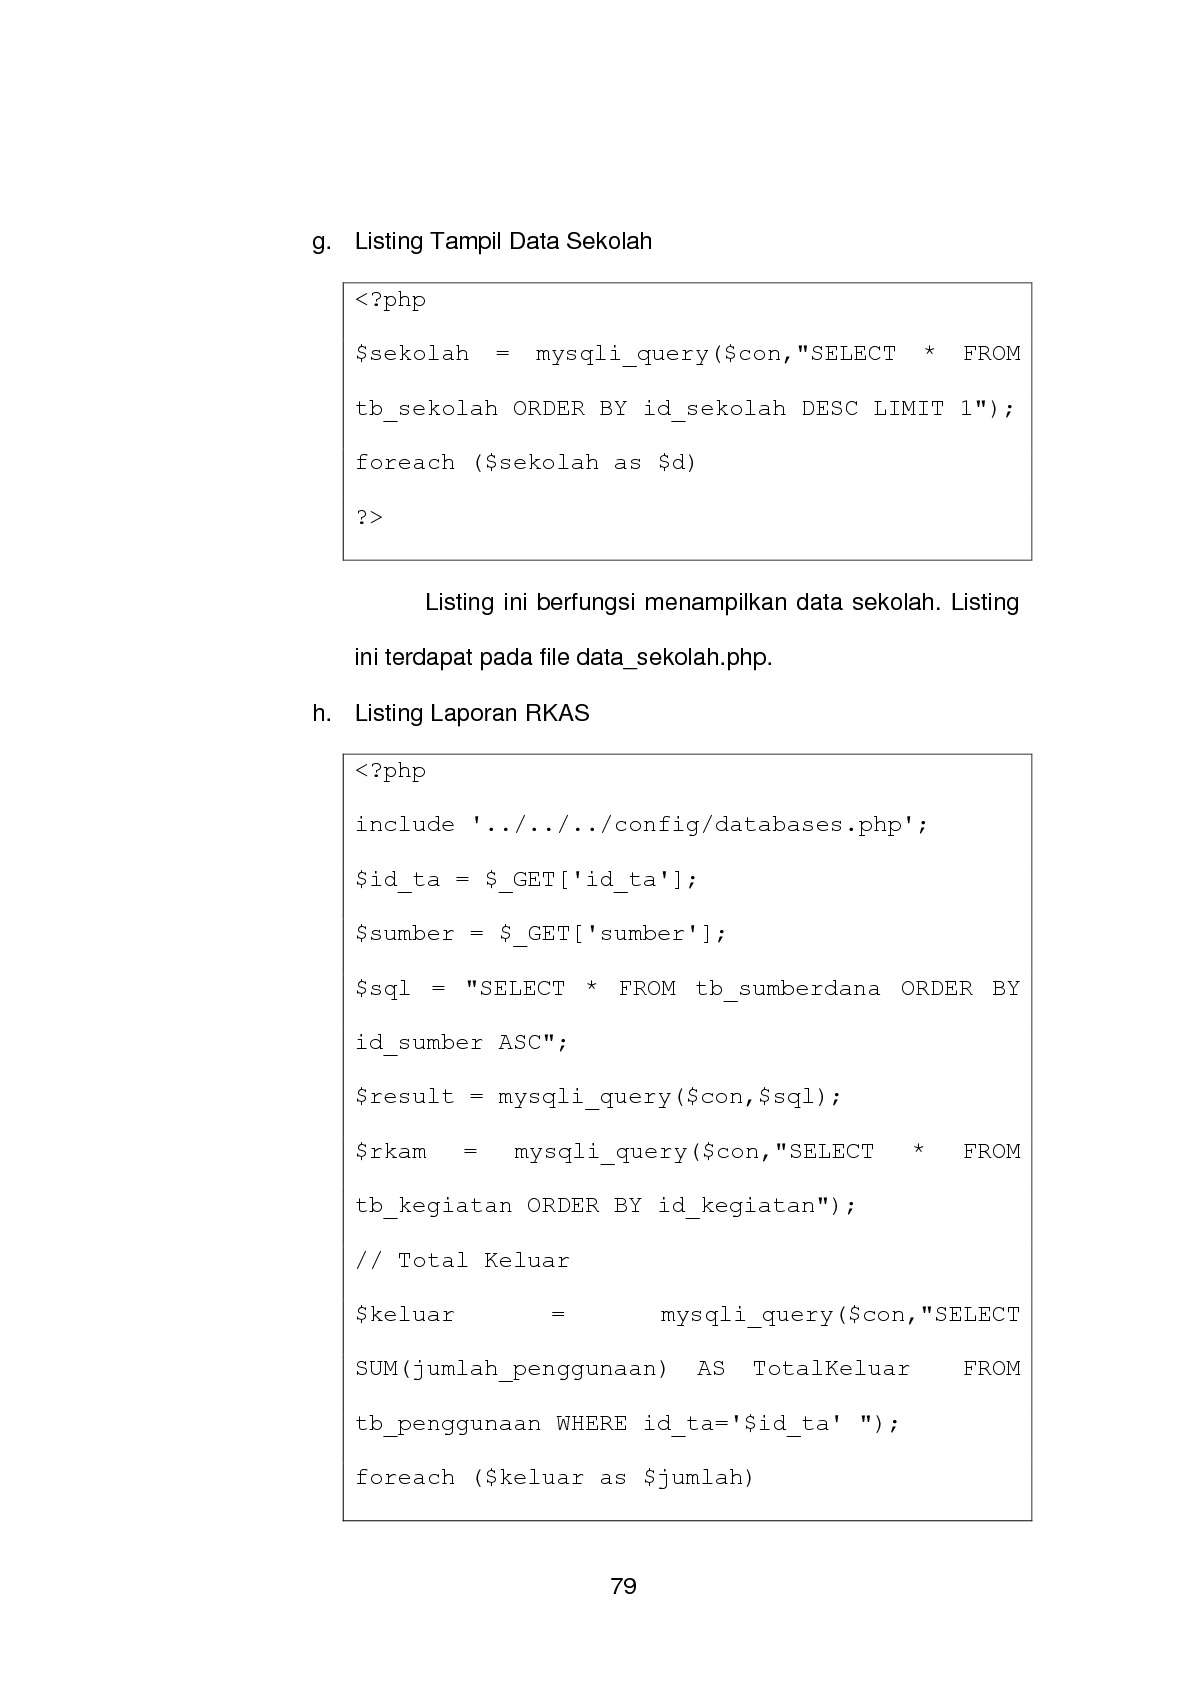 g. Listing Tampil Data Sekolah
<?php
$sekolah = mysqli_query($con,"SELECT * FROM
tb_sekolah ORDER BY id_sekolah DESC LIMIT 1");
foreach ($sekolah as $d)
?>
Listing ini berfungsi menampilkan data sekolah. Listing
ini terdapat pada file data_sekolah.php.
h. Listing Laporan RKAS
<?php
include '../../../config/databases.php';
$id_ta = $_GET['id_ta'];
$sumber = $_GET['sumber'];
$sql = "SELECT * FROM tb_sumberdana ORDER BY
id_sumber ASC";
$result = mysqli_query($con,$sql);
$rkam = mysqli_query($con,"SELECT * FROM
tb_kegiatan ORDER BY id_kegiatan");
// Total Keluar
$keluar = mysqli_query($con,"SELECT
SUM(jumlah_penggunaan) AS TotalKeluar FROM
tb_penggunaan WHERE id_ta='$id_ta' ");
foreach ($keluar as $jumlah)
79